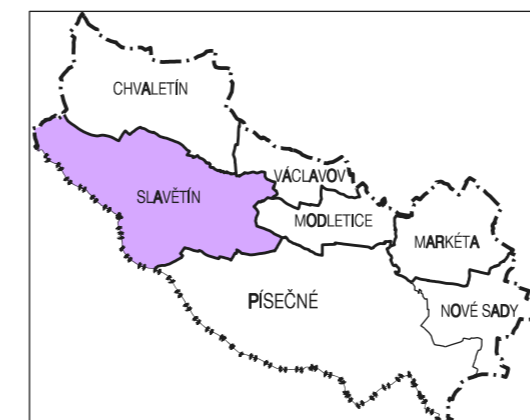 CHVALETÍN
VÁCLAVOV
SLAVĚTÍN
MODLETICE
MARKÉTA
PÍSEČNÉ
NOVÉ SADY